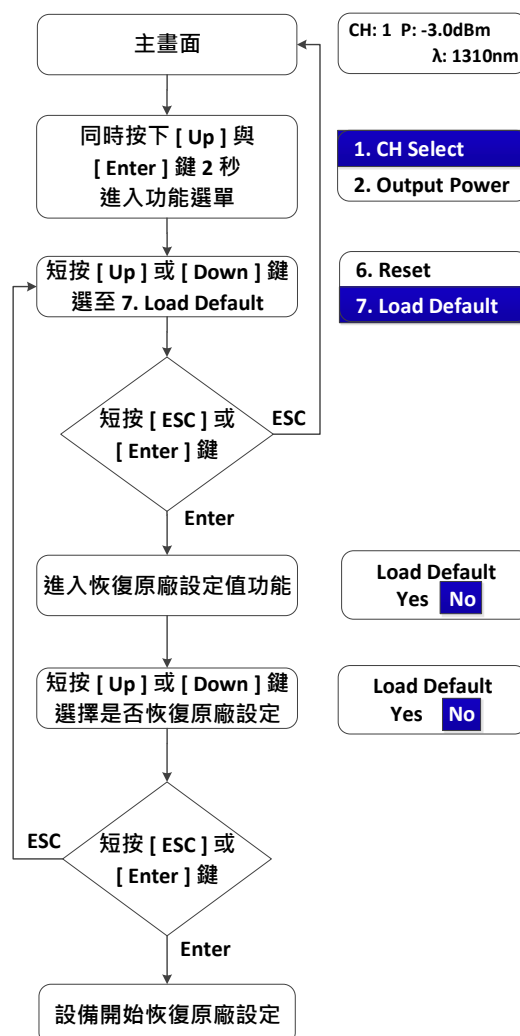 主畫面
CH: 1 P: -3.0dBm
λ: 1310nm
同時按下 [ Up ] 與
[ Enter ] 鍵 2 秒
進入功能選單
1. CH Select
2. Output Power
短按 [ Up ] 或 [ Down ] 鍵
選至 7. Load Default
6. Reset
7. Load Default
短按 [ ESC ] 或
[ Enter ] 鍵
ESC
Enter
進入恢復原廠設定值功能
Load Default
Yes No
短按 [ Up ] 或 [ Down ] 鍵
選擇是否恢復原廠設定
Load Default
Yes No
ESC
短按 [ ESC ] 或
[ Enter ] 鍵
Enter
設備開始恢復原廠設定